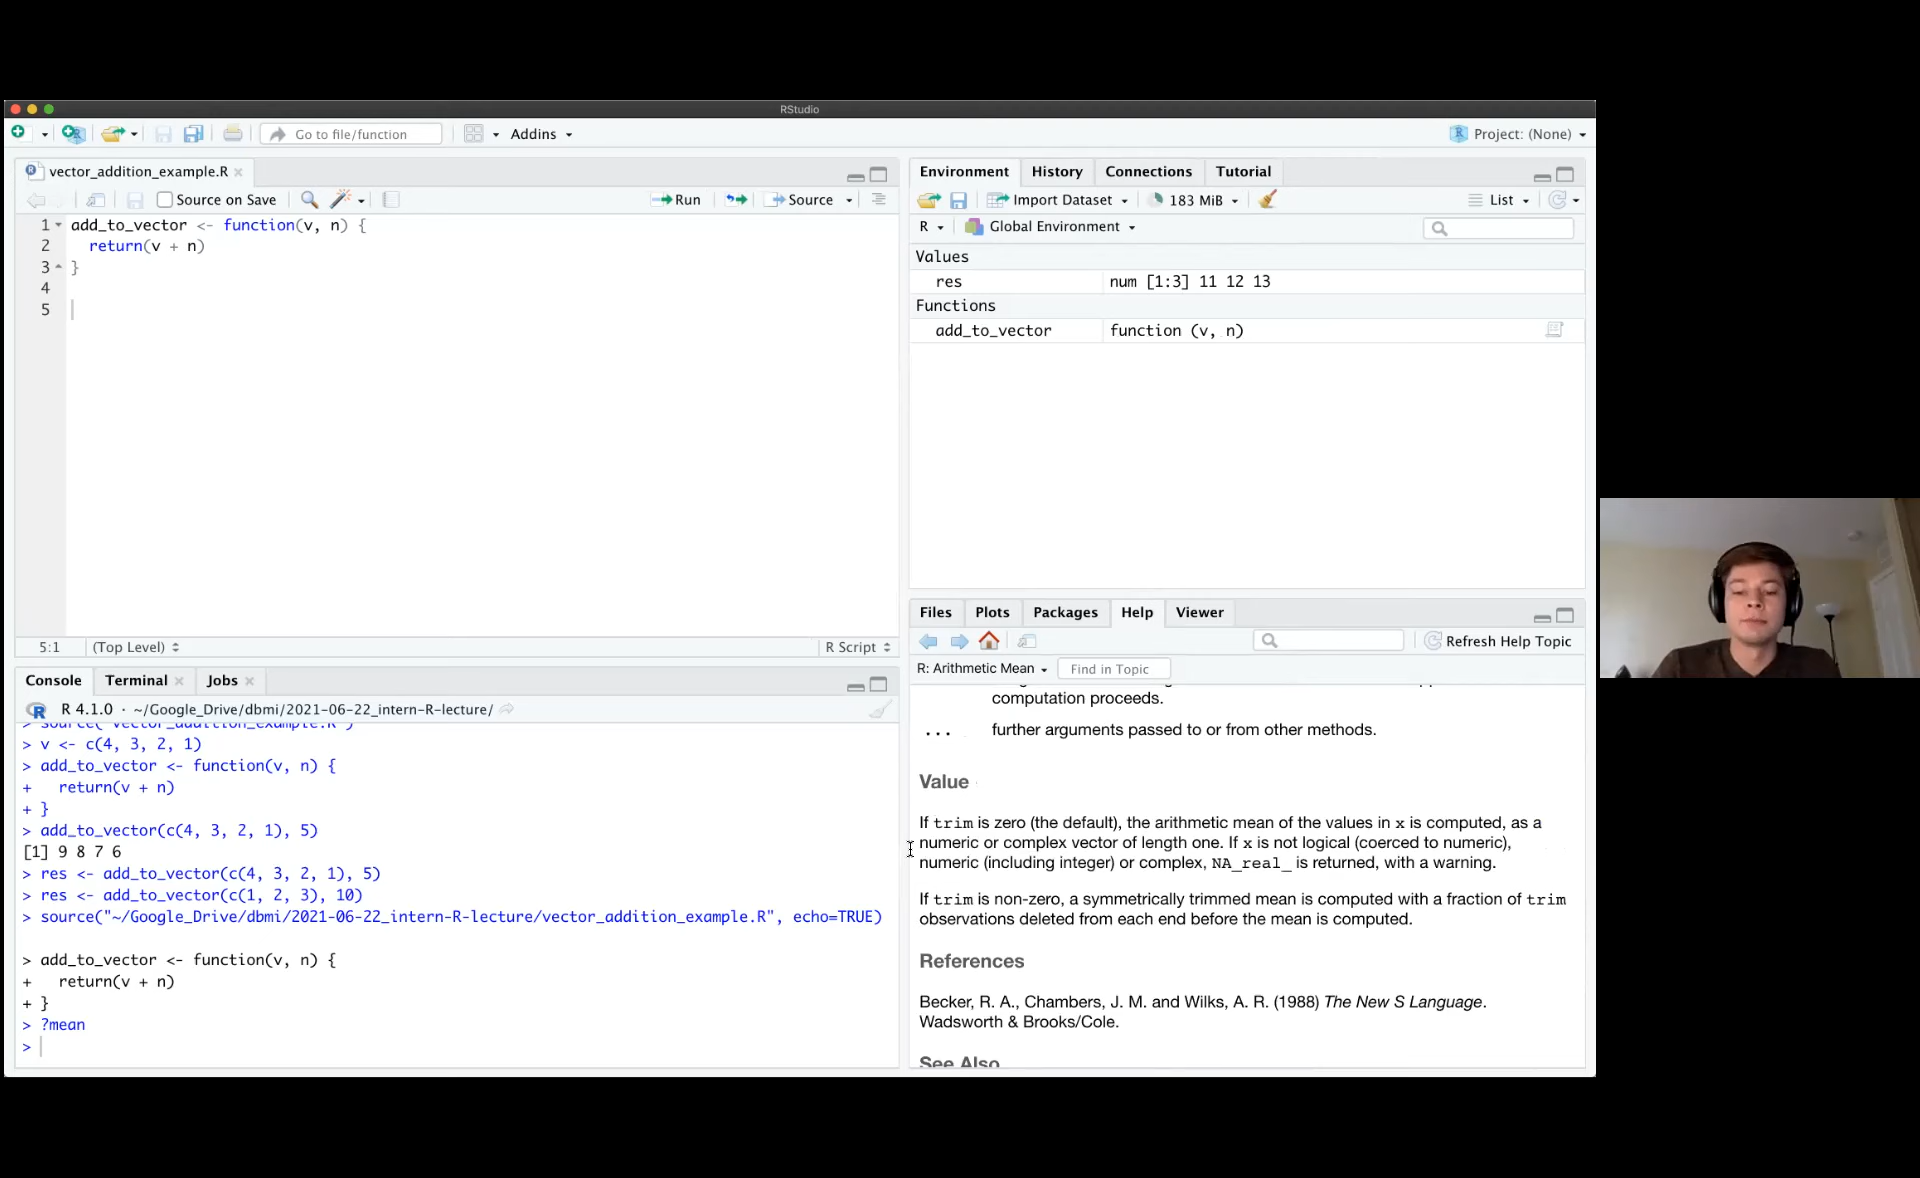 RStudio
Go to file/function
Addins
Project: (None)
vector_addition_example.R
Source on Save
Run
Source
1 add_to_vector <- function(v, n) {
2   return(v + n)
3 }
4
5
5:1
(Top Level)
R Script
Console
Terminal
Jobs
R 4.1.0 · ~/Google_Drive/dbmi/2021-06-22_intern-R-lecture/
> source("vector_addition_example.R")
> v <- c(4, 3, 2, 1)
> add_to_vector <- function(v, n) {
+   return(v + n)
+ }
> add_to_vector(c(4, 3, 2, 1), 5)
[1] 9 8 7 6
> res <- add_to_vector(c(4, 3, 2, 1), 5)
> res <- add_to_vector(c(1, 2, 3), 10)
> source("~/Google_Drive/dbmi/2021-06-22_intern-R-lecture/vector_addition_example.R", echo=TRUE)
> add_to_vector <- function(v, n) {
+   return(v + n)
+ }
> ?mean
>
Environment
History
Connections
Tutorial
Import Dataset
183 MiB
List
R
Global Environment
Values
res num [1:3] 11 12 13
Functions
add_to_vector function (v, n)
Files
Plots
Packages
Help
Viewer
Refresh Help Topic
R: Arithmetic Mean
Find in Topic
computation proceeds.
... further arguments passed to or from other methods.
Value
If trim is zero (the default), the arithmetic mean of the values in x is computed, as a
numeric or complex vector of length one. If x is not logical (coerced to numeric),
numeric (including integer) or complex, NA_real_ is returned, with a warning.
If trim is non-zero, a symmetrically trimmed mean is computed with a fraction of trim
observations deleted from each end before the mean is computed.
References
Becker, R. A., Chambers, J. M. and Wilks, A. R. (1988) The New S Language.
Wadsworth & Brooks/Cole.
See Also